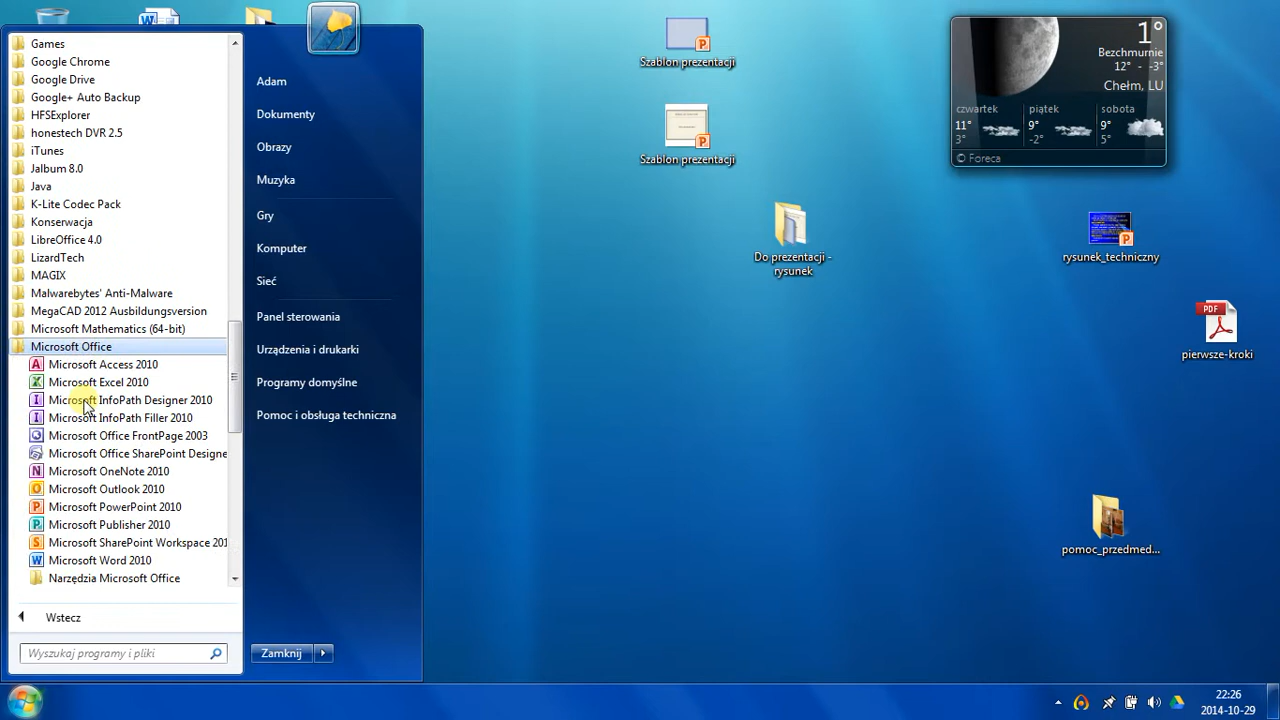 Games
Google Chrome
Google Drive
Google+ Auto Backup
HFSExplorer
honestech DVR 2.5
iTunes
Jalbum 8.0
Java
K-Lite Codec Pack
Konserwacja
LibreOffice 4.0
LizardTech
MAGIX
Malwarebytes' Anti-Malware
MegaCAD 2012 Ausbildungsversion
Microsoft Mathematics (64-bit)
Microsoft Office
Microsoft Access 2010
Microsoft Excel 2010
Microsoft InfoPath Designer 2010
Microsoft InfoPath Filler 2010
Microsoft Office FrontPage 2003
Microsoft Office SharePoint Designe
Microsoft OneNote 2010
Microsoft Outlook 2010
Microsoft PowerPoint 2010
Microsoft Publisher 2010
Microsoft SharePoint Workspace 201
Microsoft Word 2010
Narzędzia Microsoft Office
Wstecz
Wyszukaj programy i pliki
Adam
Dokumenty
Obrazy
Muzyka
Gry
Komputer
Sieć
Panel sterowania
Urządzenia i drukarki
Programy domyślne
Pomoc i obsługa techniczna
Zamknij
Szablon prezentacji
Szablon prezentacji
Do prezentacji -
rysunek
1°
Bezchmurnie
12° - -3°
Chełm, LU
czwartek piątek sobota
11° 9° 9°
3° -2° 5°
© Foreca
rysunek_techniczny
PDF
pierwsze-kroki
pomoc_przedmed...
22:26
2014-10-29